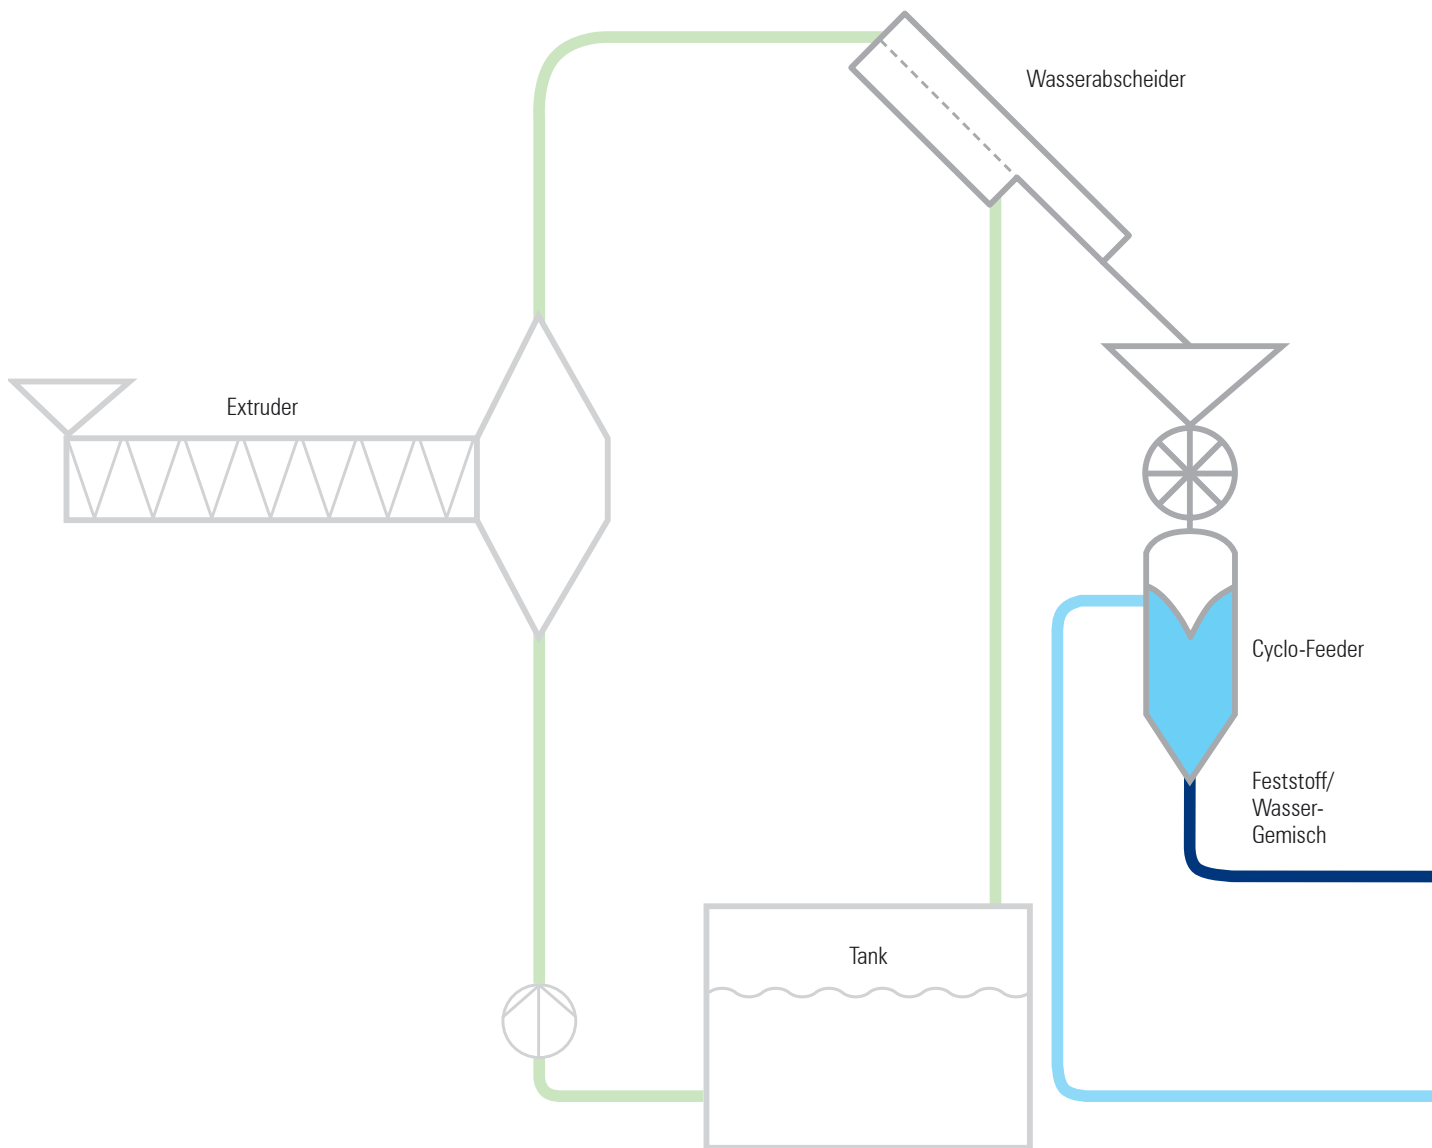 Wasserabscheider
Extruder
Cyclo-Feeder
Feststoff/
Wasser-
Gemisch
Tank